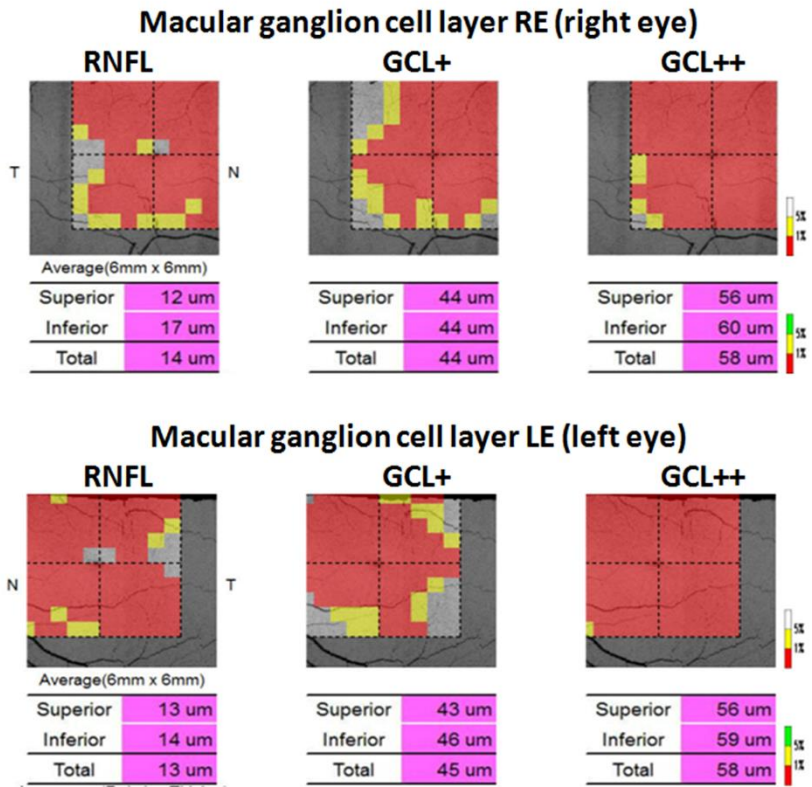 Macular ganglion cell layer RE (right eye)
RNFL GCL+ GCL++
T N
5%
1%
Average(6mm x 6mm)
Superior 12 um Superior 44 um Superior 56 um
Inferior 17 um Inferior 44 um Inferior 60 um
5%
1%
Total 14 um Total 44 um Total 58 um
Macular ganglion cell layer LE (left eye)
RNFL GCL+ GCL++
N T
5%
1%
Average(6mm x 6mm)
Superior 13 um Superior 43 um Superior 56 um
Inferior 14 um Inferior 46 um Inferior 59 um
5%
1%
Total 13 um Total 45 um Total 58 um